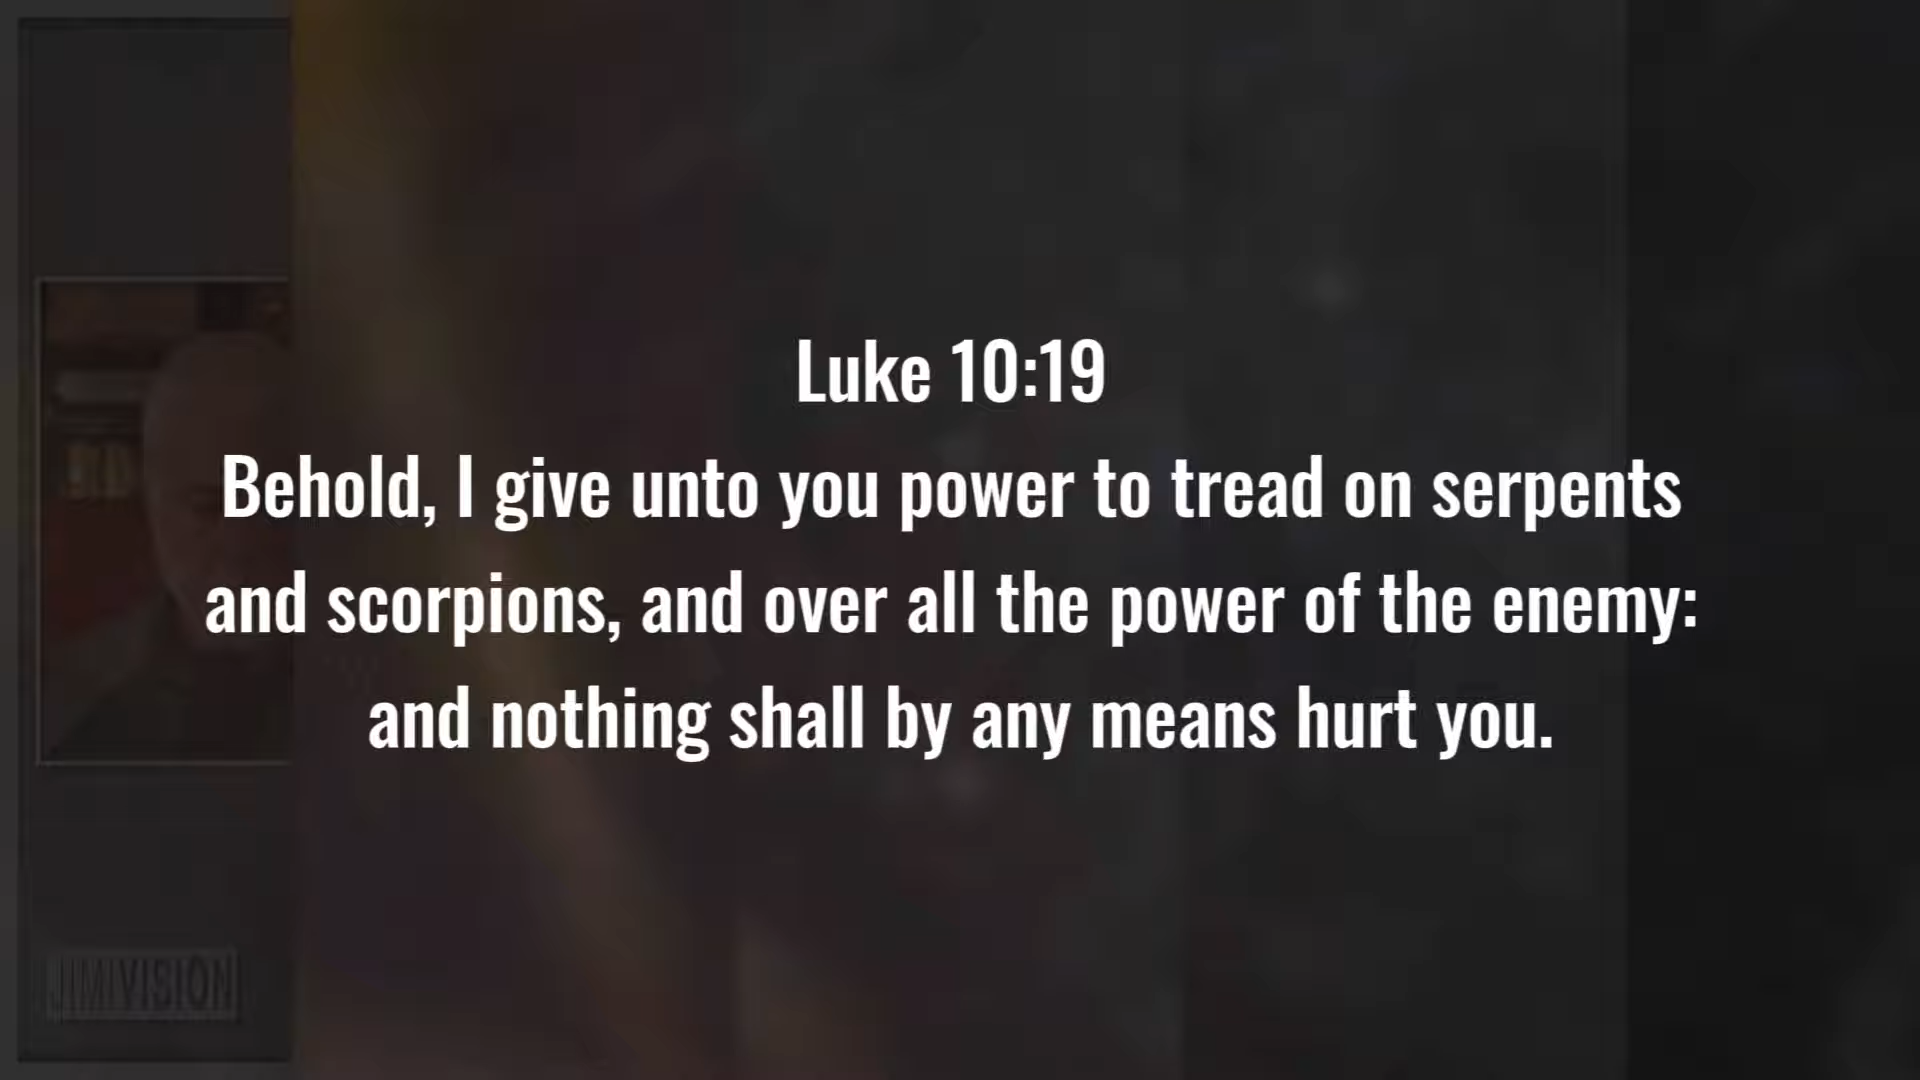 Luke 10:19
Behold, I give unto you power to tread on serpents
and scorpions, and over all the power of the enemy:
and nothing shall by any means hurt you.
JIMIVISION